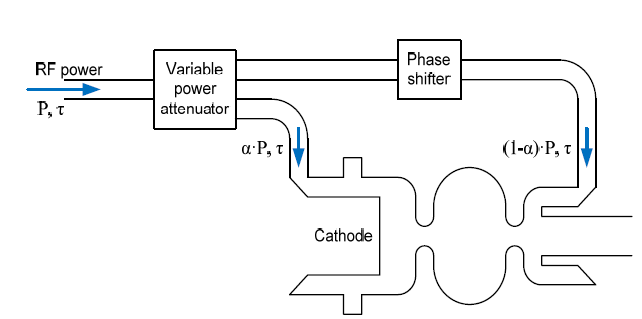 RF power
P, τ
Variable
power
attenuator
Phase
shifter
α·P, τ
(1-α)·P, τ
Cathode